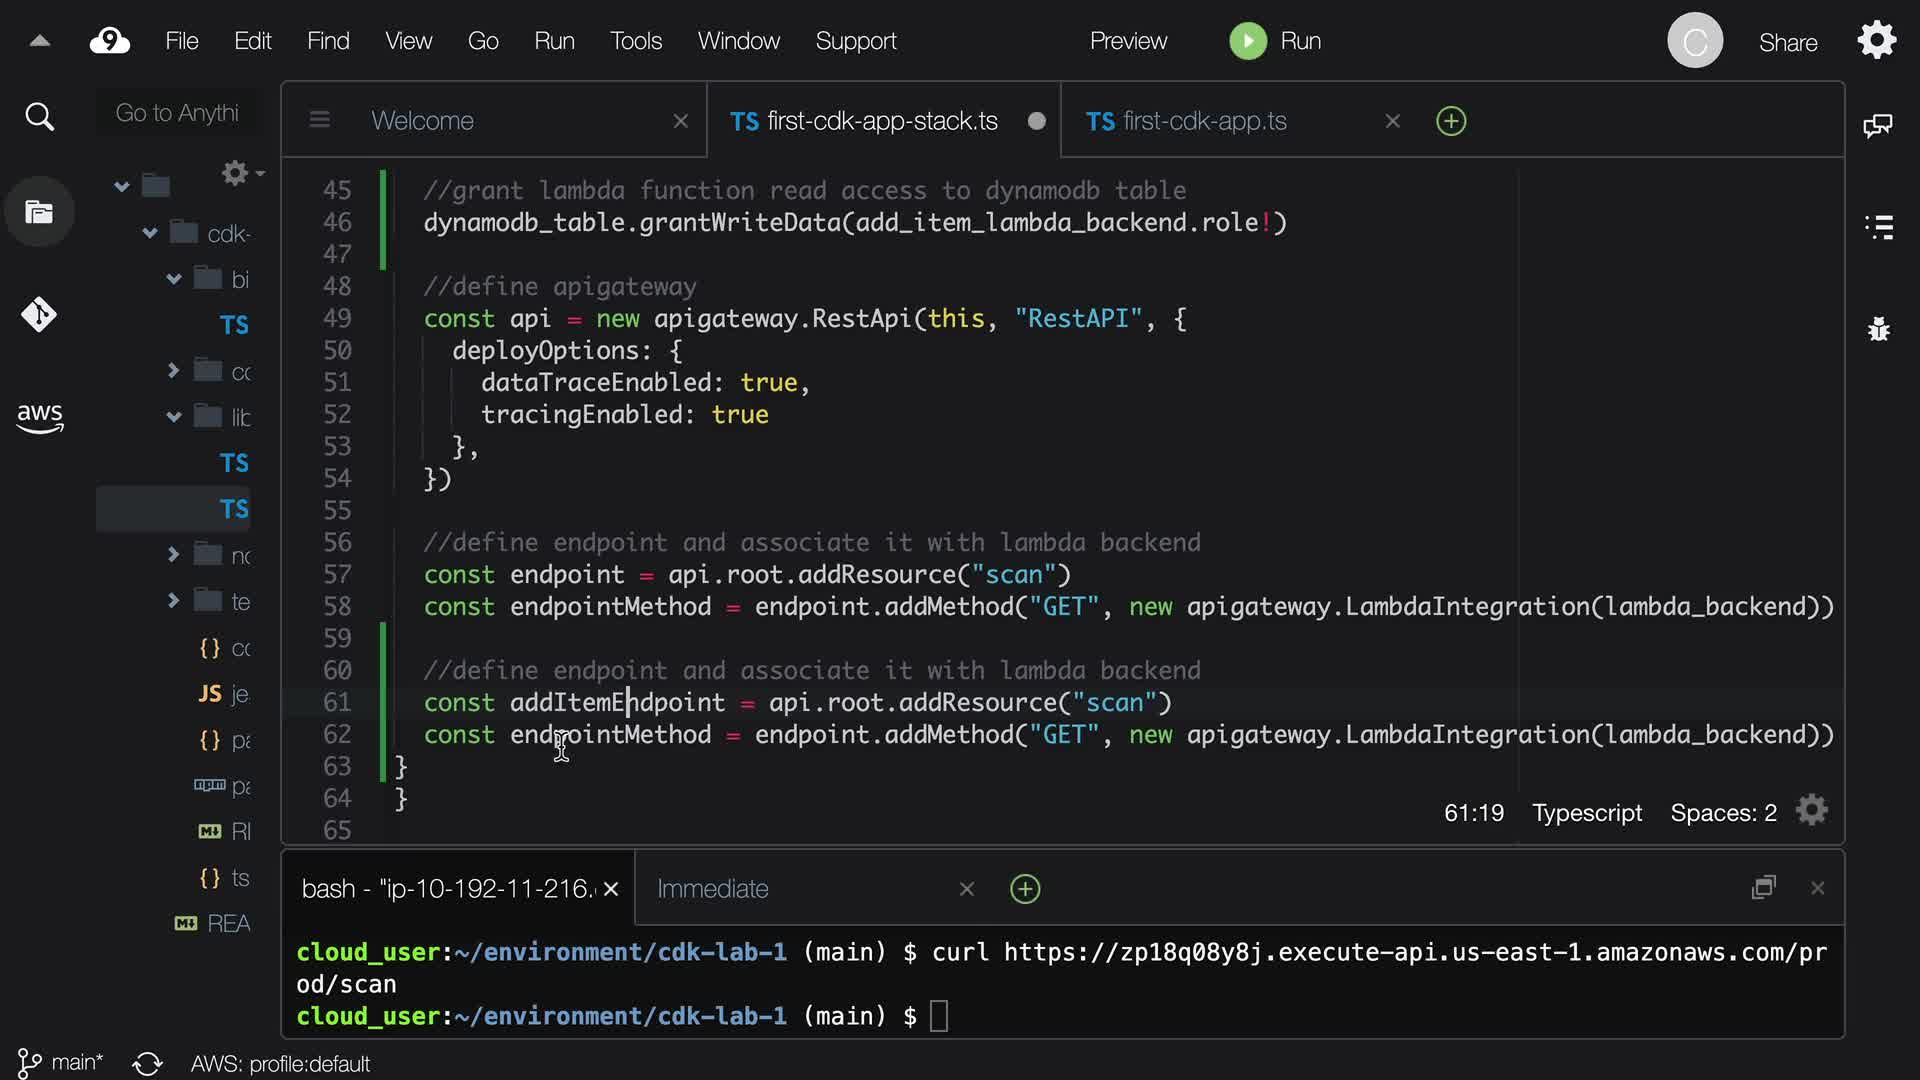 9 File Edit Find View Go Run Tools Window Support Preview Run C Share
Go to Anythi
Welcome
TS first-cdk-app-stack.ts
TS first-cdk-app.ts
cdk-
bi
TS
cc
lib
TS
TS
nc
te
{ } cc
JS je
{ } pa
npm pa
M↓ RI
{ } ts
M↓ REA
aws
45 //grant lambda function read access to dynamodb table
46 dynamodb_table.grantWriteData(add_item_lambda_backend.role!)
47
48 //define apigateway
49 const api = new apigateway.RestApi(this, "RestAPI", {
50 deployOptions: {
51 dataTraceEnabled: true,
52 tracingEnabled: true
53 },
54 })
55
56 //define endpoint and associate it with lambda backend
57 const endpoint = api.root.addResource("scan")
58 const endpointMethod = endpoint.addMethod("GET", new apigateway.LambdaIntegration(lambda_backend))
59
60 //define endpoint and associate it with lambda backend
61 const addItemEndpoint = api.root.addResource("scan")
62 const endpointMethod = endpoint.addMethod("GET", new apigateway.LambdaIntegration(lambda_backend))
63 }
64 }
65
61:19 Typescript Spaces: 2
bash - "ip-10-192-11-216.
Immediate
cloud_user:~/environment/cdk-lab-1 (main) $ curl https://zp18q08y8j.execute-api.us-east-1.amazonaws.com/pr
od/scan
cloud_user:~/environment/cdk-lab-1 (main) $
main* AWS: profile:default